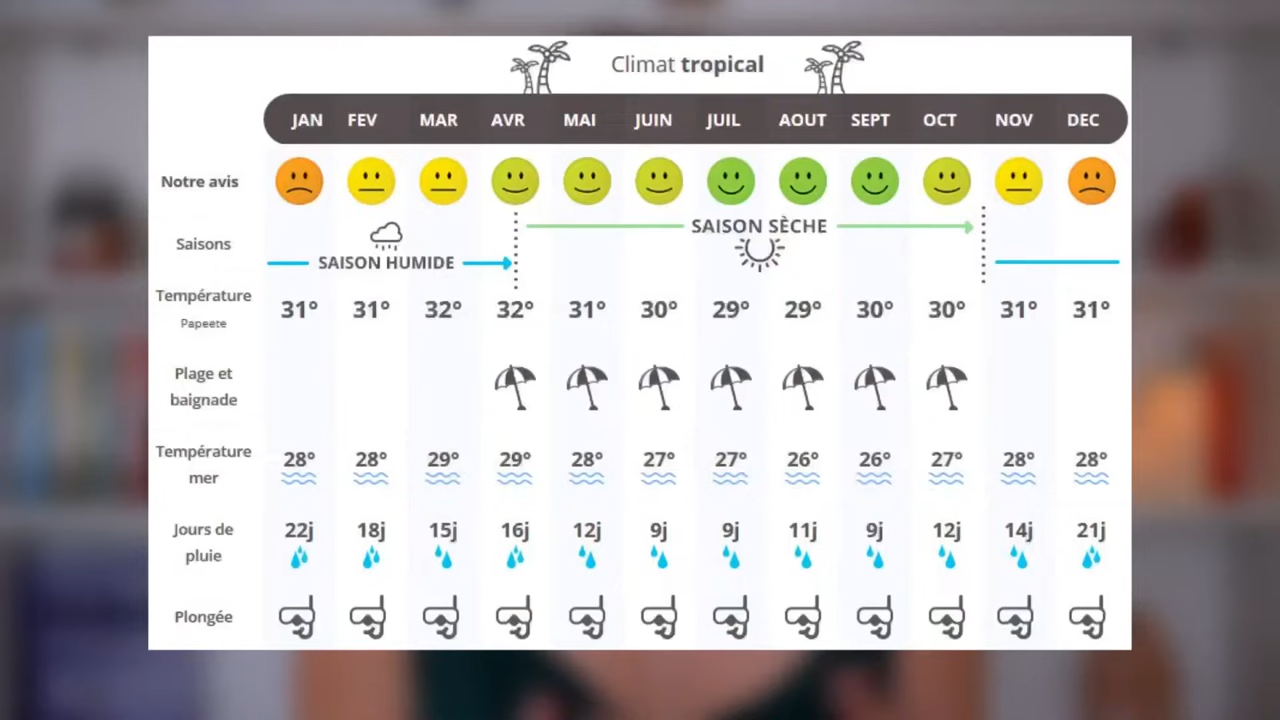 Climat tropical
JAN FEV MAR AVR MAI JUIN JUIL AOUT SEPT OCT NOV DEC
Notre avis
Saisons
SAISON HUMIDE
SAISON SÈCHE
Température
Papeete
31° 31° 32° 32° 31° 30° 29° 29° 30° 30° 31° 31°
Plage et
baignade
Température
mer
28° 28° 29° 29° 28° 27° 27° 26° 26° 27° 28° 28°
Jours de
pluie
22j 18j 15j 16j 12j 9j 9j 11j 9j 12j 14j 21j
Plongée